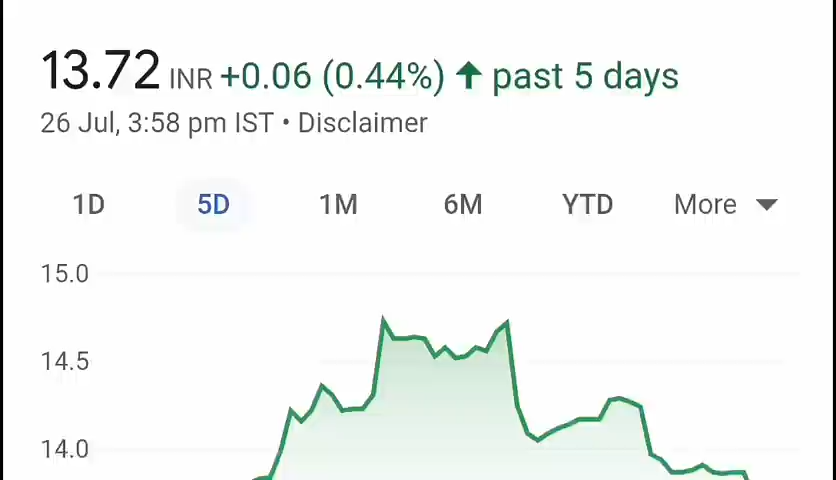 13.72 INR +0.06 (0.44%) ↑ past 5 days
26 Jul, 3:58 pm IST • Disclaimer
1D 5D 1M 6M YTD More
15.0
14.5
14.0